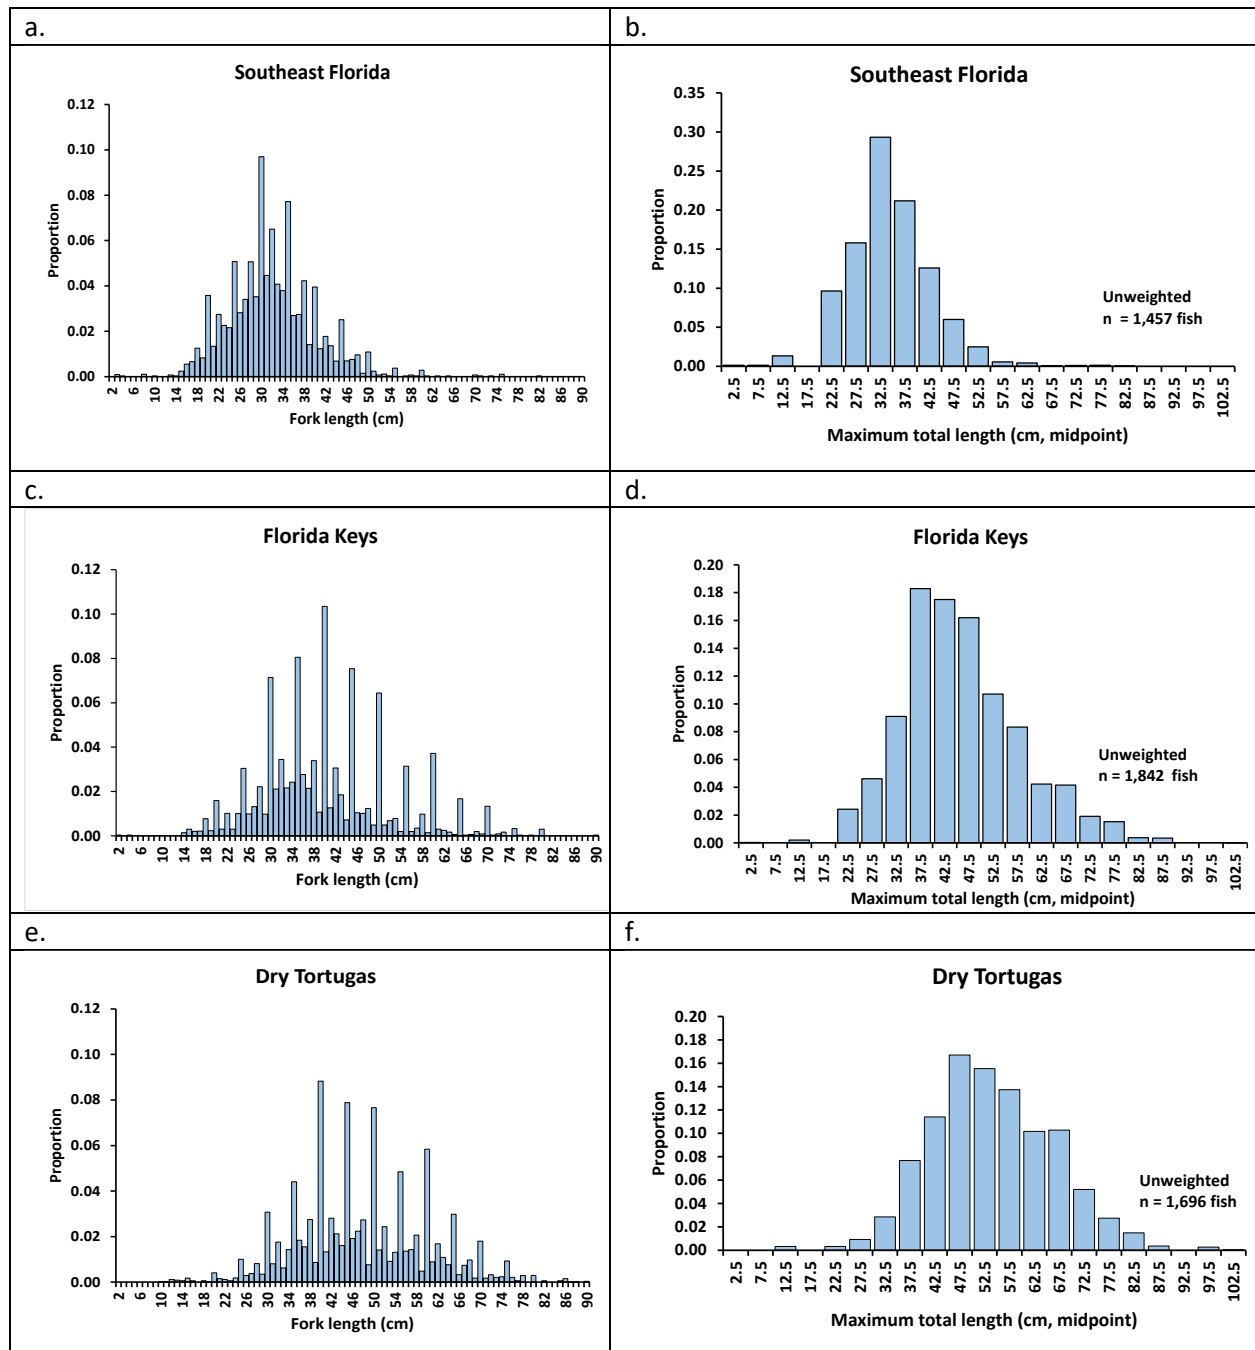 a.
b.
Southeast Florida
0.12
0.10
0.08
0.06
0.04
0.02
0.00
Proportion
2 6 10 14 18 22 26 30 34 38 42 46 50 54 58 62 66 70 74 78 82 86 90
Fork length (cm)
Southeast Florida
0.35
0.30
0.25
0.20
0.15
0.10
0.05
0.00
Proportion
Unweighted
n = 1,457 fish
2.5 7.5 12.5 17.5 22.5 27.5 32.5 37.5 42.5 47.5 52.5 57.5 62.5 67.5 72.5 77.5 82.5 87.5 92.5 97.5 102.5
Maximum total length (cm, midpoint)
c.
d.
Florida Keys
0.12
0.10
0.08
0.06
0.04
0.02
0.00
Proportion
2 6 10 14 18 22 26 30 34 38 42 46 50 54 58 62 66 70 74 78 82 86 90
Fork length (cm)
Florida Keys
0.20
0.18
0.16
0.14
0.12
0.10
0.08
0.06
0.04
0.02
0.00
Proportion
Unweighted
n = 1,842 fish
2.5 7.5 12.5 17.5 22.5 27.5 32.5 37.5 42.5 47.5 52.5 57.5 62.5 67.5 72.5 77.5 82.5 87.5 92.5 97.5 102.5
Maximum total length (cm, midpoint)
e.
f.
Dry Tortugas
0.12
0.10
0.08
0.06
0.04
0.02
0.00
Proportion
2 6 10 14 18 22 26 30 34 38 42 46 50 54 58 62 66 70 74 78 82 86 90
Fork length (cm)
Dry Tortugas
0.20
0.18
0.16
0.14
0.12
0.10
0.08
0.06
0.04
0.02
0.00
Proportion
Unweighted
n = 1,696 fish
2.5 7.5 12.5 17.5 22.5 27.5 32.5 37.5 42.5 47.5 52.5 57.5 62.5 67.5 72.5 77.5 82.5 87.5 92.5 97.5 102.5
Maximum total length (cm, midpoint)